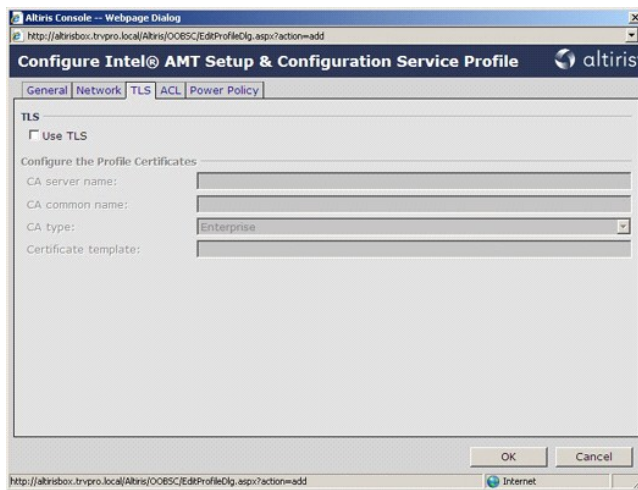 Altiris Console -- Webpage Dialog
http://altirisbox.trvpro.local/Altiris/OOBSC/EditProfileDlg.aspx?action=add
Configure Intel® AMT Setup & Configuration Service Profile altiris
General Network TLS ACL Power Policy
TLS
Use TLS
Configure the Profile Certificates
CA server name:
CA common name:
CA type: Enterprise
Certificate template:
OK Cancel
http://altirisbox.trvpro.local/Altiris/OOBSC/EditProfileDlg.aspx?action=add Internet